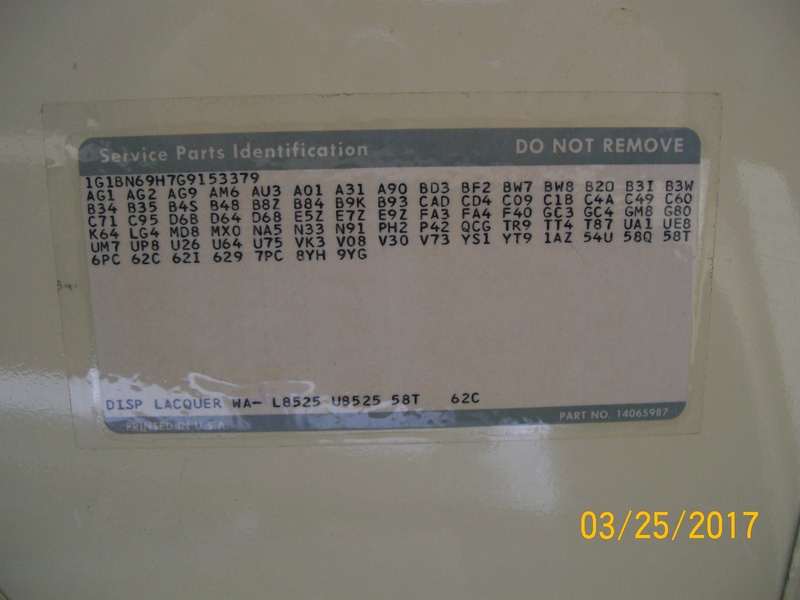 Service Parts Identification DO NOT REMOVE
1G1BN69H7G9153379
AG1 AG2 AG9 AM6 AU3 A01 A31 A90 BD3 BF2 BW7 BW8 B20 B3I B3W
B34 B35 B4S B48 B8Z B84 B9K B93 CAD CD4 C09 C1B C4A C49 C60
C71 C95 D6B D64 D68 E5Z E7Z E9Z FA3 FA4 F40 GC3 GC4 GM8 G80
K64 LG4 MD8 MX0 NA5 N33 N91 PH2 P42 QCG TR9 TT4 T87 UA1 UE8
UM7 UP8 U26 U64 U75 VK3 V08 V30 V73 YS1 YT9 1AZ 54U 58Q 58T
6PC 62C 62I 629 7PC 8YH 9YG
DISP LACQUER WA- L8525 U8525 58T 62C
PRINTED IN U.S.A. PART NO. 14065987
03/25/2017